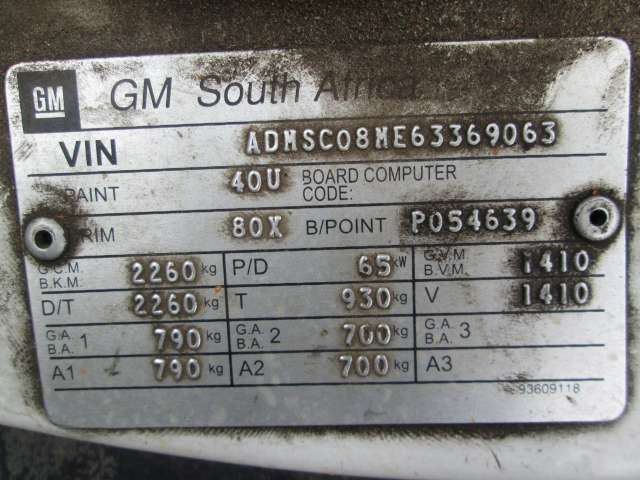 GM GM South Africa
VIN ADMSC08ME63369063
PAINT 40U BOARD COMPUTER
CODE:
80X B/POINT P054639
G.C.M. 2260 kg P/D 65 kW G.V.M. 1410
B.K.M. B.V.M.
D/T 2260 kg T 930 kg V 1410
G.A. 1 790 kg G.A. 2 700 kg G.A. 3
B.A. B.A. B.A.
A1 790 kg A2 700 kg A3
93609118